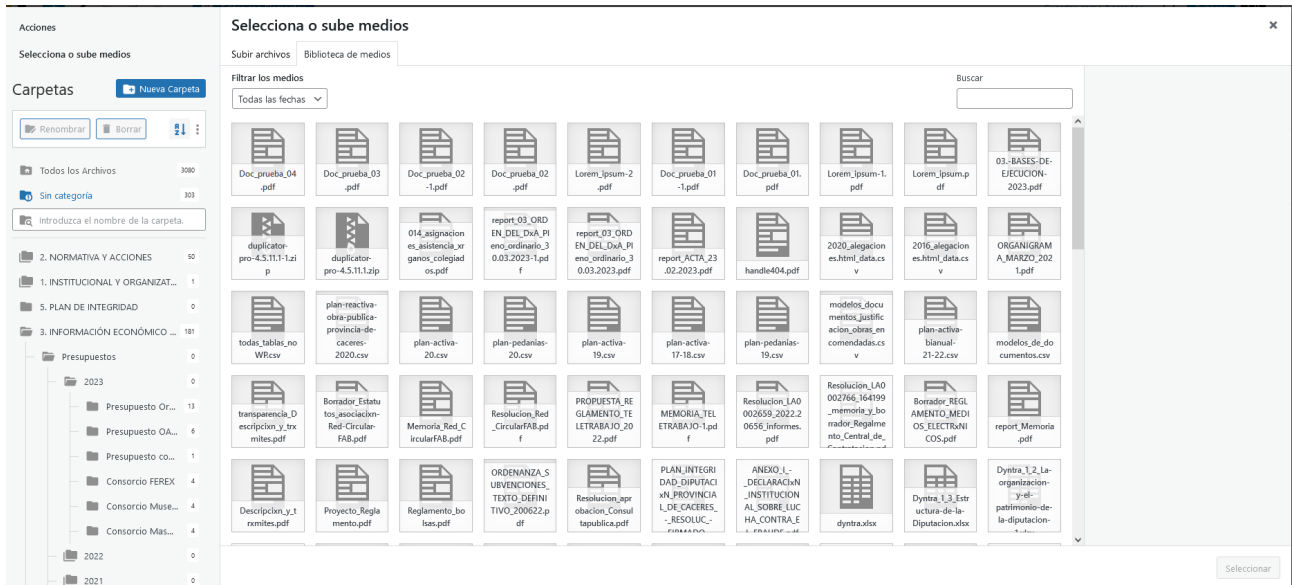 Acciones
Selecciona o sube medios
Carpetas
Nueva Carpeta
Renombrar
Borrar
Todos los Archivos 3080
Sin categoría 303
Introduzca el nombre de la carpeta.
2. NORMATIVA Y ACCIONES 50
1. INSTITUCIONAL Y ORGANIZAT... 1
5. PLAN DE INTEGRIDAD 0
3. INFORMACIÓN ECONÓMICO ... 181
Presupuestos 0
2023 0
Presupuesto Or... 13
Presupuesto OA... 6
Presupuesto co... 1
Consorcio FEREX 4
Consorcio Muse... 4
Consorcio Mas... 4
2022 0
2021 0
Selecciona o sube medios
Subir archivos Biblioteca de medios
Filtrar los medios
Todas las fechas
Buscar
Doc_prueba_04
.pdf
Doc_prueba_03
.pdf
Doc_prueba_02
-1.pdf
Doc_prueba_02
.pdf
Lorem_ipsum-2
.pdf
Doc_prueba_01
-1.pdf
Doc_prueba_01.
pdf
Lorem_ipsum-1.
pdf
Lorem_ipsum.p
df
03.-BASES-DE-
EJECUCION-
2023.pdf
duplicator-
pro-4.5.11.1-1.zi
p
duplicator-
pro-4.5.11.1.zip
014_asignacion
es_asistencia_xr
ganos_colegiad
os.pdf
report_03_ORD
EN_DEL_DxA_Pl
eno_ordinario_3
0.03.2023-1.pd
f
report_03_ORD
EN_DEL_DxA_Pl
eno_ordinario_3
0.03.2023.pdf
report_ACTA_23
.02.2023.pdf
handle404.pdf
2020_alegacion
es.html_data.cs
v
2016_alegacion
es.html_data.cs
v
ORGANIGRAM
A_MARZO_202
1.pdf
todas_tablas_no
WP.csv
plan-reactiva-
obra-publica-
provincia-de-
caceres-
2020.csv
plan-activa-
20.csv
plan-pedanias-
20.csv
plan-activa-
19.csv
plan-activa-
17-18.csv
plan-pedanias-
19.csv
modelos_docu
mentos_justific
acion_obras_en
comendadas.cs
v
plan-activa-
bianual-
21-22.csv
modelos_de_do
cumentos.csv
transparencia_D
escripcixn_y_trx
mites.pdf
Borrador_Estatu
tos_asociacixn-
Red-Circular-
FAB.pdf
Memoria_Red_C
ircularFAB.pdf
Resolucion_Red
_CircularFAB.pd
f
PROPUESTA_RE
GLAMENTO_TE
LETRABAJO_20
22.pdf
MEMORIA_TEL
ETRABAJO-1.pd
f
Resolucion_LA0
002659_2022.2
0656_informes.
pdf
Resolucion_LA0
002766_164199
_memoria_y_bo
rrador_Regalme
nto_Central_de_
Borrador_REGL
AMENTO_MEDI
OS_ELECTRxNI
COS.pdf
report_Memoria
.pdf
Descripcixn_y_t
rxmites.pdf
Proyecto_Regla
mento.pdf
Reglamento_bo
lsas.pdf
ORDENANZA_S
UBVENCIONES_
TEXTO_DEFINI
TIVO_200622.p
df
Resolucion_apr
obacion_Consul
tapublica.pdf
PLAN_INTEGRI
DAD_DIPUTACI
xN_PROVINCIA
L_DE_CACERES_
-_RESOLUC_-
ANEXO_I_-
_DECLARACIxN
_INSTITUCION
AL_SOBRE_LUC
HA_CONTRA_E
dyntra.xlsx
Dyntra_1_3_Estr
uctura-de-la-
Diputacion.xlsx
Dyntra_1_2_La-
organizacion-
y-el-
patrimonio-de-
la-diputacion-
Seleccionar